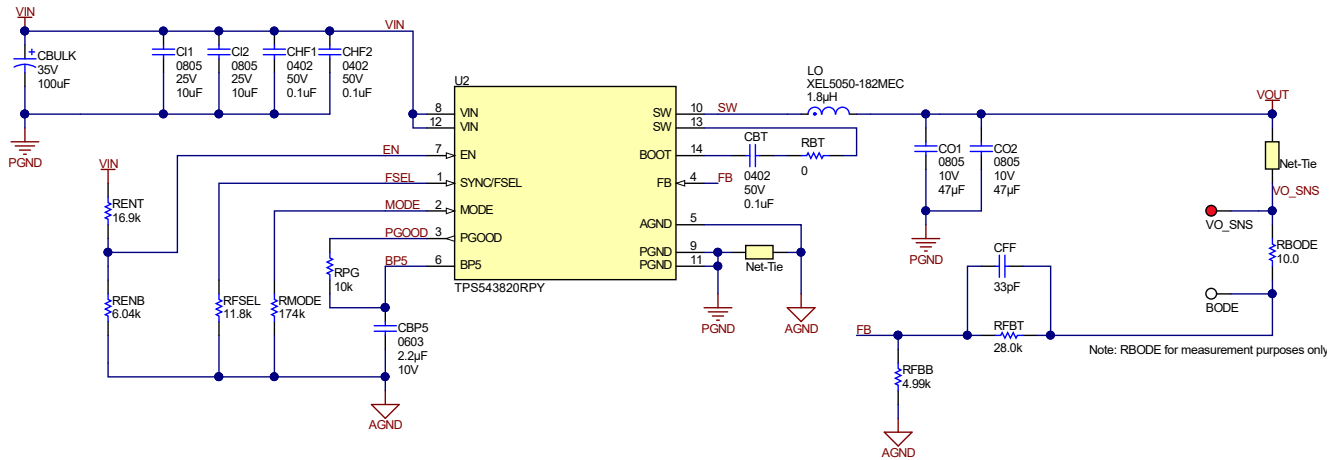 VIN
VIN
+
CBULK
35V
100uF
CI1
0805
25V
10uF
CI2
0805
25V
10uF
CHF1
0402
50V
0.1uF
CHF2
0402
50V
0.1uF
PGND
VIN
RENT
16.9k
RENB
6.04k
EN
FSEL
MODE
PGOOD
BP5
RFSEL
11.8k
RMODE
174k
RPG
10k
CBP5
0603
2.2µF
10V
AGND
U2
8
VIN
12
VIN
7
EN
1
SYNC/FSEL
2
MODE
3
PGOOD
6
BP5
SW
10
SW
13
BOOT
14
FB
4
AGND
5
PGND
9
PGND
11
TPS543820RPY
SW
LO
XEL5050-182MEC
1.8µH
CBT
0402
50V
0.1uF
RBT
0
FB
Net-Tie
PGND
AGND
CO1
0805
10V
47µF
CO2
0805
10V
47µF
PGND
VOUT
Net-Tie
VO_SNS
VO_SNS
RBODE
10.0
BODE
CFF
33pF
RFBT
28.0k
FB
RFBB
4.99k
AGND
Note: RBODE for measurement purposes only